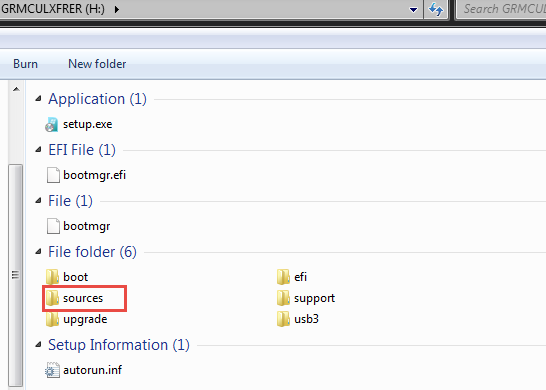 GRMCULXFRER (H:)
Search GRMCUL
Burn New folder
Application (1)
setup.exe
EFI File (1)
bootmgr.efi
File (1)
bootmgr
File folder (6)
boot efi
sources support
upgrade usb3
Setup Information (1)
autorun.inf